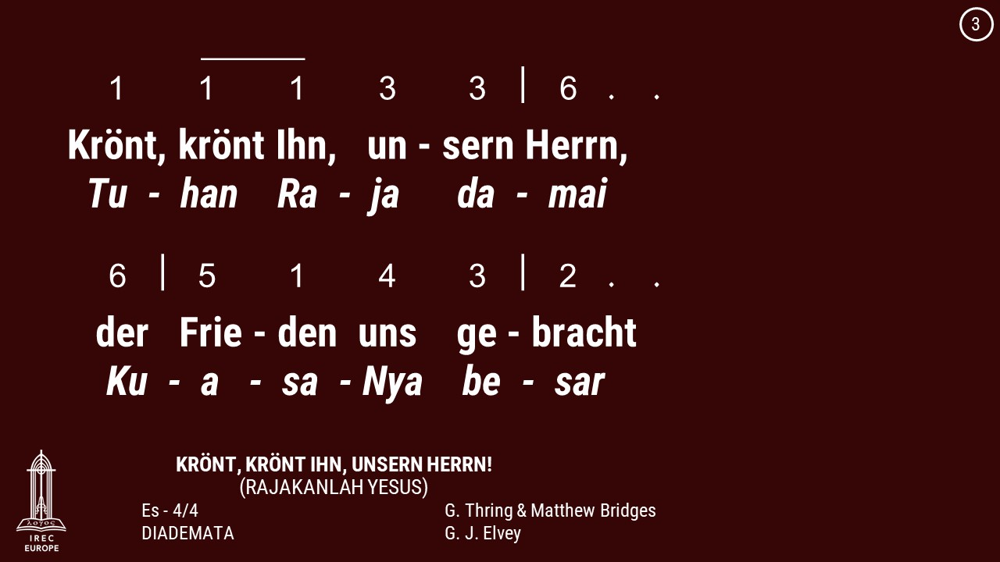 3
1 1 1 3 3 | 6 . .
Krönt, krönt Ihn, un - sern Herrn,
Tu - han Ra - ja da - mai
6 | 5 1 4 3 | 2 . .
der Frie - den uns ge - bracht
Ku - a - sa - Nya be - sar
KRÖNT, KRÖNT IHN, UNSERN HERRN!
(RAJAKANLAH YESUS)
Es - 4/4 G. Thring & Matthew Bridges
DIADEMATA G. J. Elvey
λογος
IREC
EUROPE